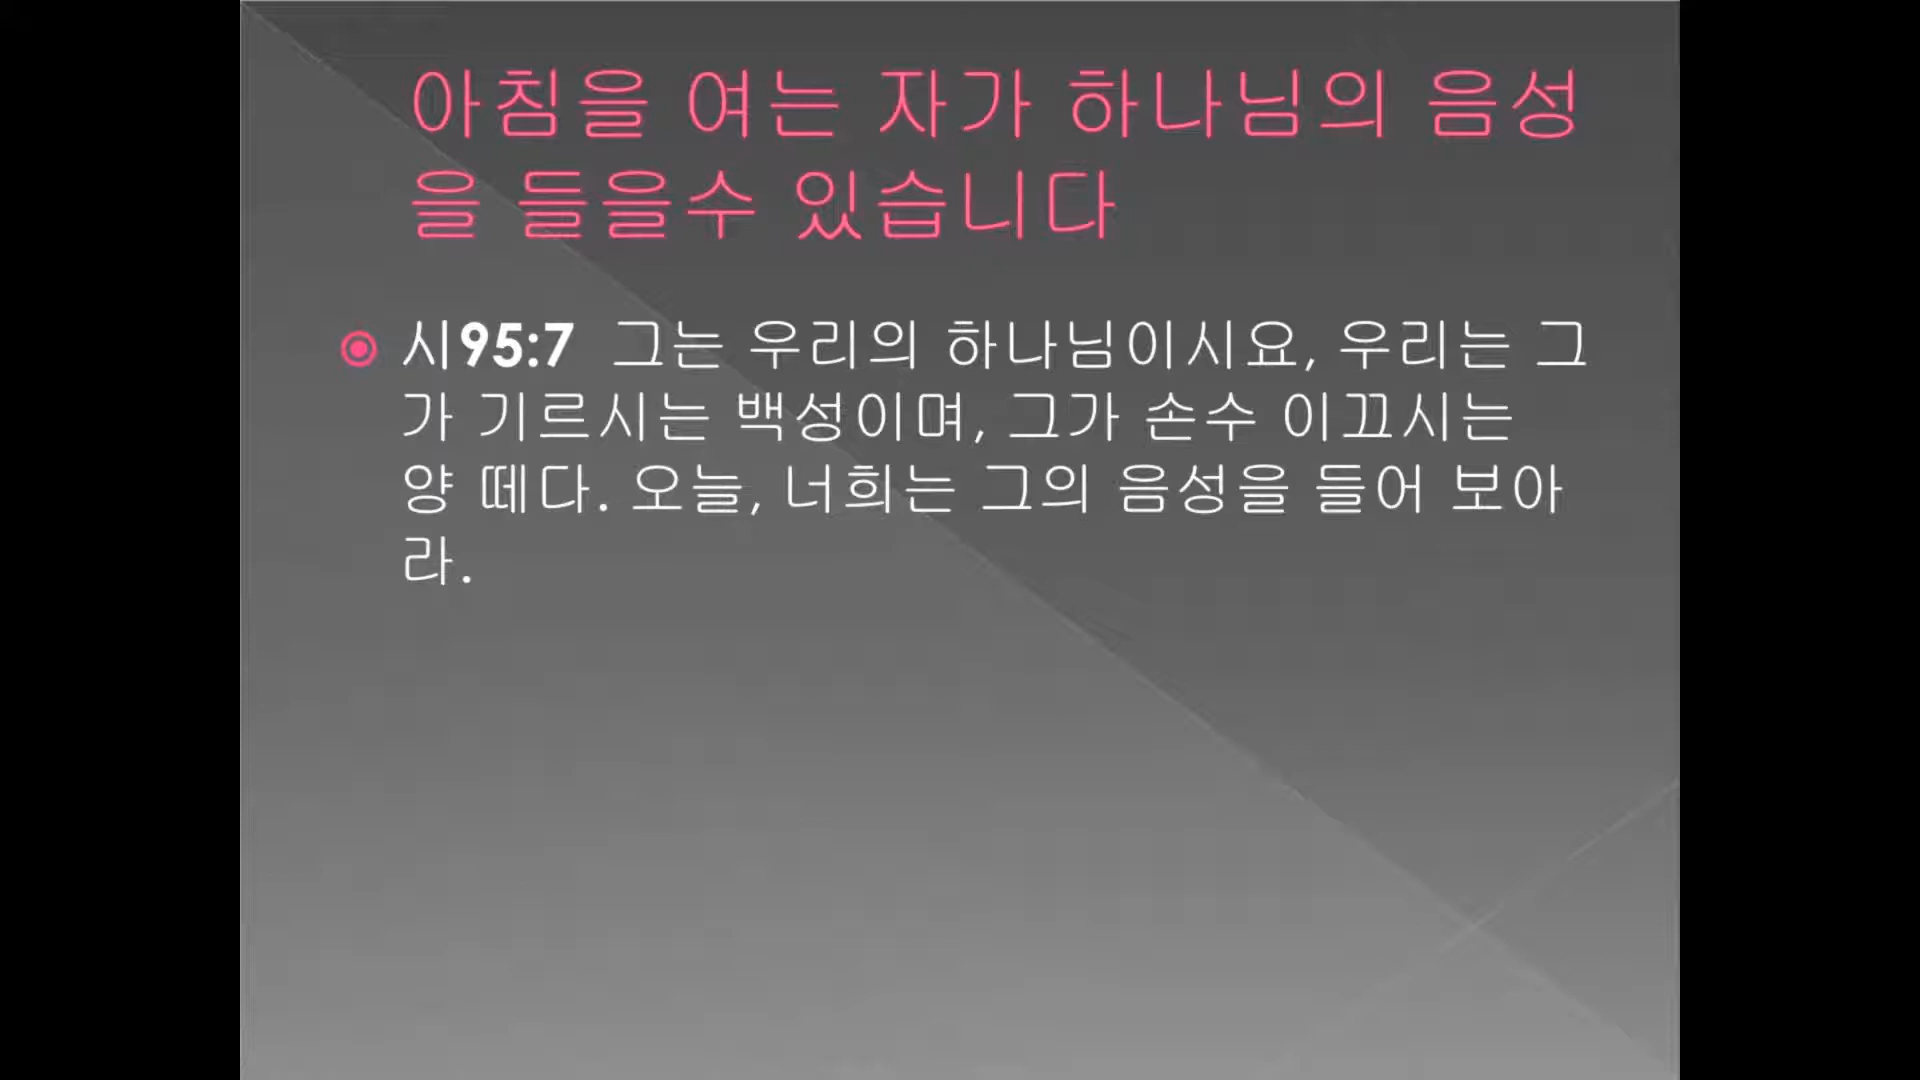 아침을 여는 자가 하나님의 음성
을 들을수 있습니다
시95:7 그는 우리의 하나님이시요, 우리는 그
가 기르시는 백성이며, 그가 손수 이끄시는
양 떼다. 오늘, 너희는 그의 음성을 들어 보아
라.